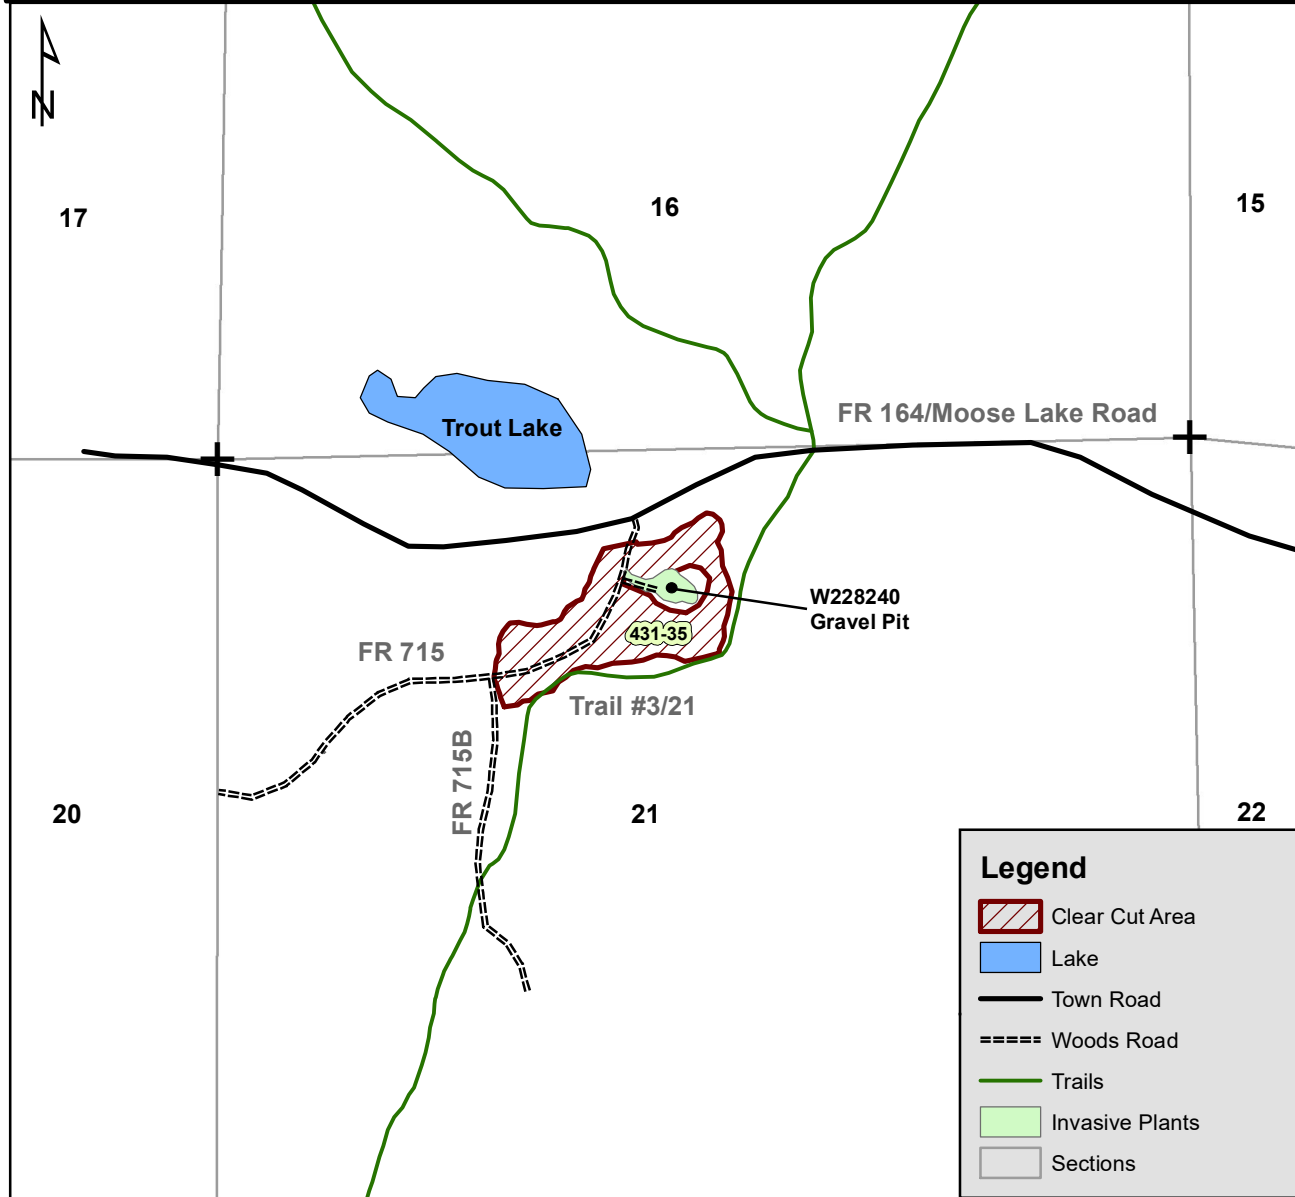 N
17
16
15
Trout Lake
FR 164/Moose Lake Road
W228240
Gravel Pit
431-35
FR 715
Trail #3/21
FR 715B
20
21
22
Legend
Clear Cut Area
Lake
Town Road
Woods Road
Trails
Invasive Plants
Sections